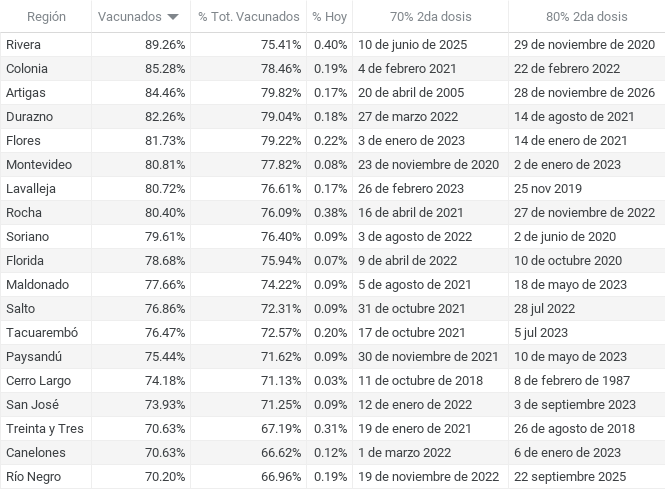 Región Vacunados % Tot. Vacunados % Hoy 70% 2da dosis 80% 2da dosis
Rivera 89.26% 75.41% 0.40% 10 de junio de 2025 29 de noviembre de 2020
Colonia 85.28% 78.46% 0.19% 4 de febrero 2021 22 de febrero 2022
Artigas 84.46% 79.82% 0.17% 20 de abril de 2005 28 de noviembre de 2026
Durazno 82.26% 79.04% 0.18% 27 de marzo 2022 14 de agosto de 2021
Flores 81.73% 79.22% 0.22% 3 de enero de 2023 14 de enero de 2021
Montevideo 80.81% 77.82% 0.08% 23 de noviembre de 2020 2 de enero de 2023
Lavalleja 80.72% 76.61% 0.17% 26 de febrero 2023 25 nov 2019
Rocha 80.40% 76.09% 0.38% 16 de abril de 2021 27 de noviembre de 2022
Soriano 79.61% 76.40% 0.09% 3 de agosto de 2022 2 de junio de 2020
Florida 78.68% 75.94% 0.07% 9 de abril de 2022 10 de octubre 2020
Maldonado 77.66% 74.22% 0.09% 5 de agosto de 2021 18 de mayo de 2023
Salto 76.86% 72.31% 0.09% 31 de octubre 2021 28 jul 2022
Tacuarembó 76.47% 72.57% 0.20% 17 de octubre 2021 5 jul 2023
Paysandú 75.44% 71.62% 0.09% 30 de noviembre de 2021 10 de mayo de 2023
Cerro Largo 74.18% 71.13% 0.03% 11 de octubre de 2018 8 de febrero de 1987
San José 73.93% 71.25% 0.09% 12 de enero de 2022 3 de septiembre 2023
Treinta y Tres 70.63% 67.19% 0.31% 19 de enero de 2021 26 de agosto de 2018
Canelones 70.63% 66.62% 0.12% 1 de marzo 2022 6 de enero de 2023
Río Negro 70.20% 66.96% 0.19% 19 de noviembre de 2022 22 septiembre 2025